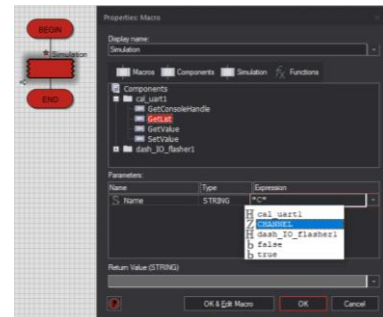 BEGIN
Simulation
END
Properties: Macro
Display name:
Simulation
Macros
Components
Simulation
Functions
Components
cal_uart1
GetConsoleHandle
GetLst
GetValue
SetValue
dash_IO_flasher1
Parameters:
Name Type Expression
S Name STRING "C"
cal_uart1
CHANNEL
dash_IO_flasher1
b false
b true
Return Value (STRING)
OK & Edit Macro OK Cancel